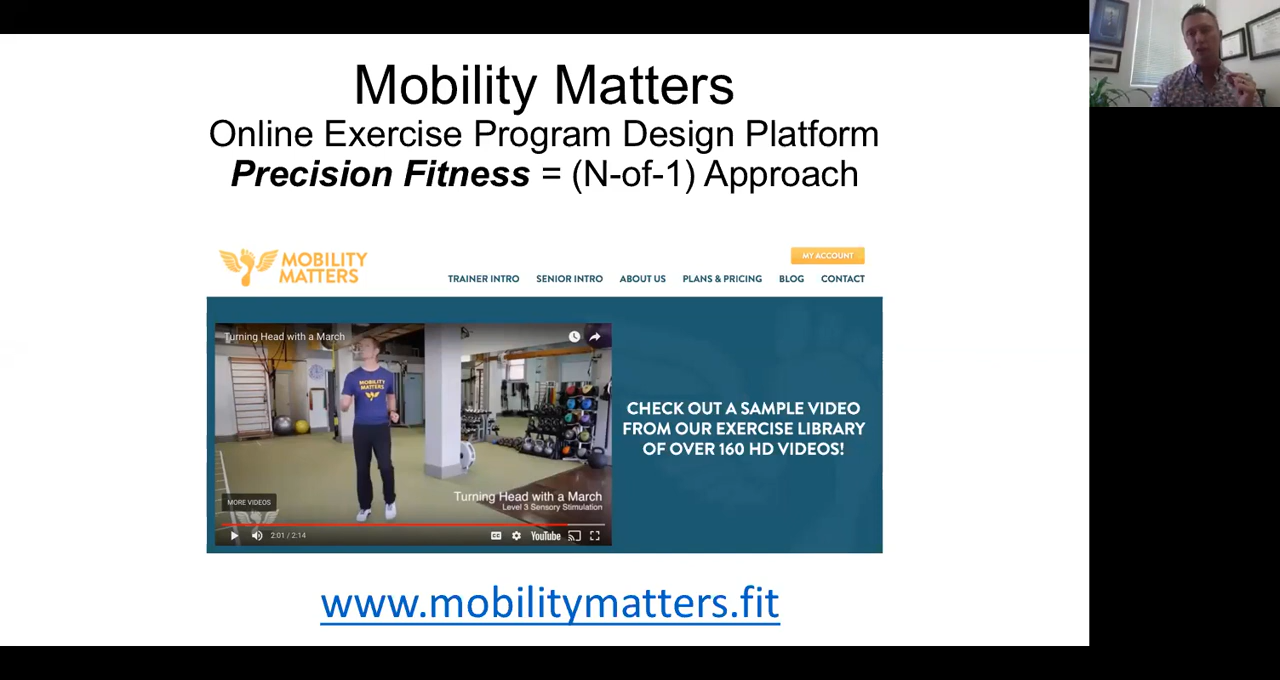 Mobility Matters
Online Exercise Program Design Platform
Precision Fitness = (N-of-1) Approach
MOBILITY
MATTERS
MY ACCOUNT
TRAINER INTRO SENIOR INTRO ABOUT US PLANS & PRICING BLOG CONTACT
Turning Head with a March
MOBILITY
MATTERS
CHECK OUT A SAMPLE VIDEO
FROM OUR EXERCISE LIBRARY
OF OVER 160 HD VIDEOS!
Turning Head with a March
Level 3 Sensory Stimulation
MORE VIDEOS
2:01 / 2:14
CC
YouTube
www.mobilitymatters.fit